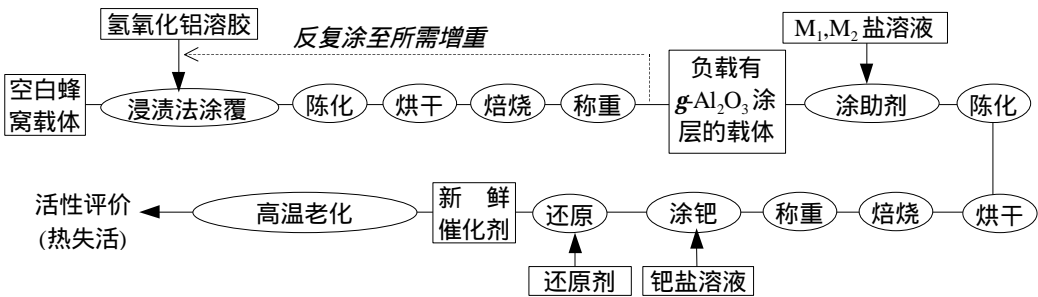 氢氧化铝溶胶
反复涂至所需增重
M₁,M₂盐溶液
空白蜂
窝载体
浸渍法涂覆
陈化
烘干
焙烧
称重
负载有
g-Al₂O₃涂
层的载体
涂助剂
陈化
烘干
焙烧
称重
涂钯
钯盐溶液
还原
还原剂
新 鲜
催化剂
高温老化
活性评价
(热失活)